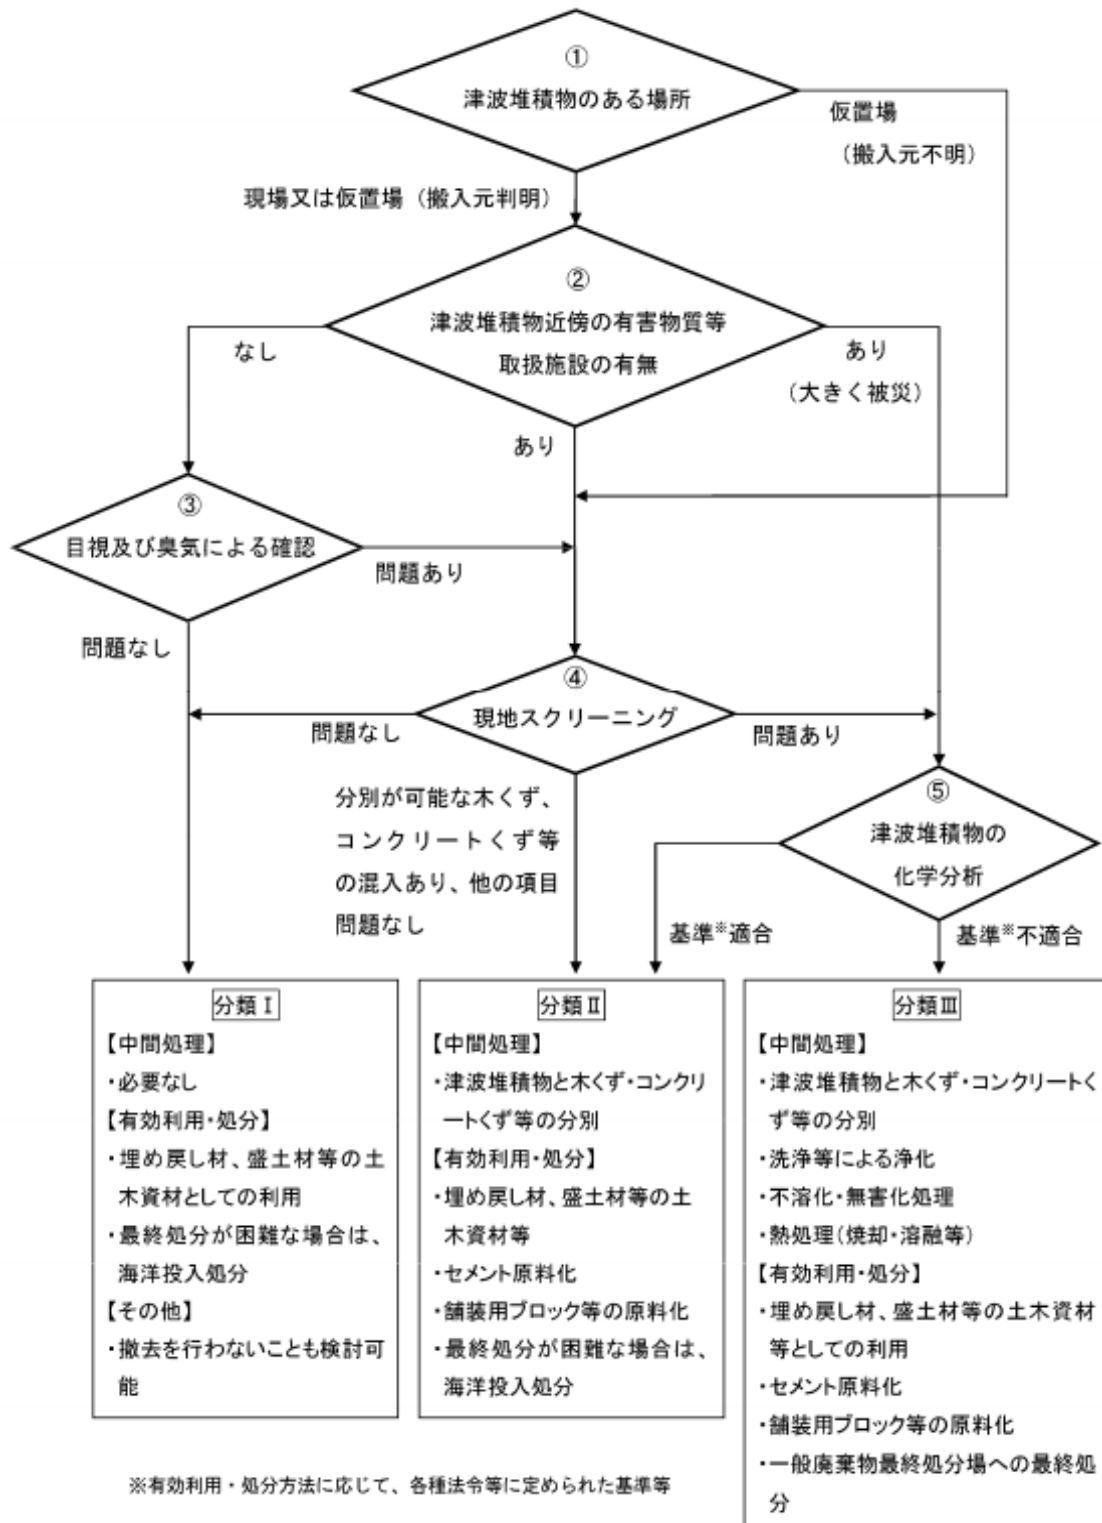 ①
津波堆積物のある場所
仮置場
（搬入元不明）
現場又は仮置場（搬入元判明）
②
津波堆積物近傍の有害物質等
取扱施設の有無
なし
あり
（大きく被災）
あり
③
目視及び臭気による確認
問題あり
問題なし
④
現地スクリーニング
問題なし
問題あり
分別が可能な木くず、
コンクリートくず等
の混入あり、他の項目
問題なし
⑤
津波堆積物の
化学分析
基準※適合
基準※不適合
分類Ⅰ
【中間処理】
・必要なし
【有効利用・処分】
・埋め戻し材、盛土材等の土
木資材としての利用
・最終処分が困難な場合は、
海洋投入処分
【その他】
・撤去を行わないことも検討可
能
分類Ⅱ
【中間処理】
・津波堆積物と木くず・コンクリ
ートくず等の分別
【有効利用・処分】
・埋め戻し材、盛土材等の土
木資材等
・セメント原料化
・舗装用ブロック等の原料化
・最終処分が困難な場合は、
海洋投入処分
分類Ⅲ
【中間処理】
・津波堆積物と木くず・コンクリートく
ず等の分別
・洗浄等による浄化
・不溶化・無害化処理
・熱処理（焼却・溶融等）
【有効利用・処分】
・埋め戻し材、盛土材等の土木資材
等としての利用
・セメント原料化
・舗装用ブロック等の原料化
・一般廃棄物最終処分場への最終処
分
※有効利用・処分方法に応じて、各種法令等に定められた基準等